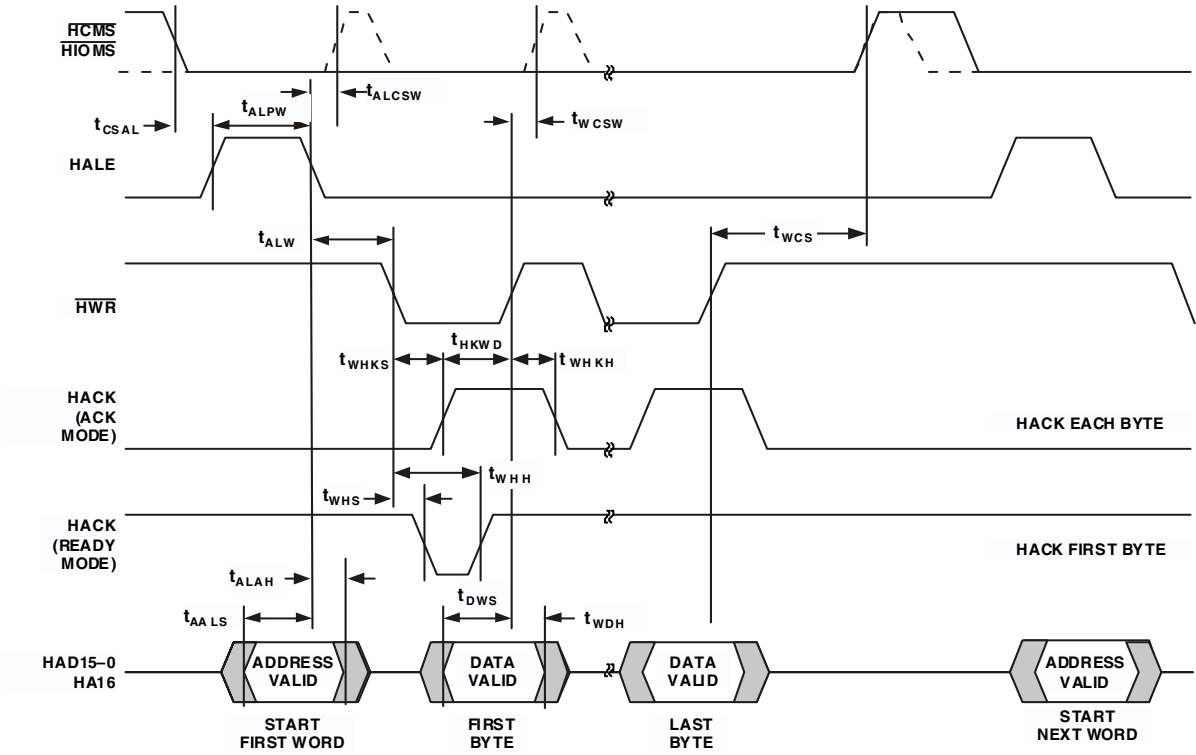 HCMS
HIOMS
tALCSW
tALPW
tCSAL
tWCSW
HALE
tALW
tWCS
HWR
tHKWD
tWHKS
tWHKH
HACK
(ACK
MODE)
HACK EACH BYTE
tWHH
tWHS
HACK
(READY
MODE)
HACK FIRST BYTE
tALAH
tDWS
tAALS
tWDH
HAD15–0
HA16
ADDRESS
VALID
DATA
VALID
DATA
VALID
ADDRESS
VALID
START
FIRST WORD
FIRST
BYTE
LAST
BYTE
START
NEXT WORD